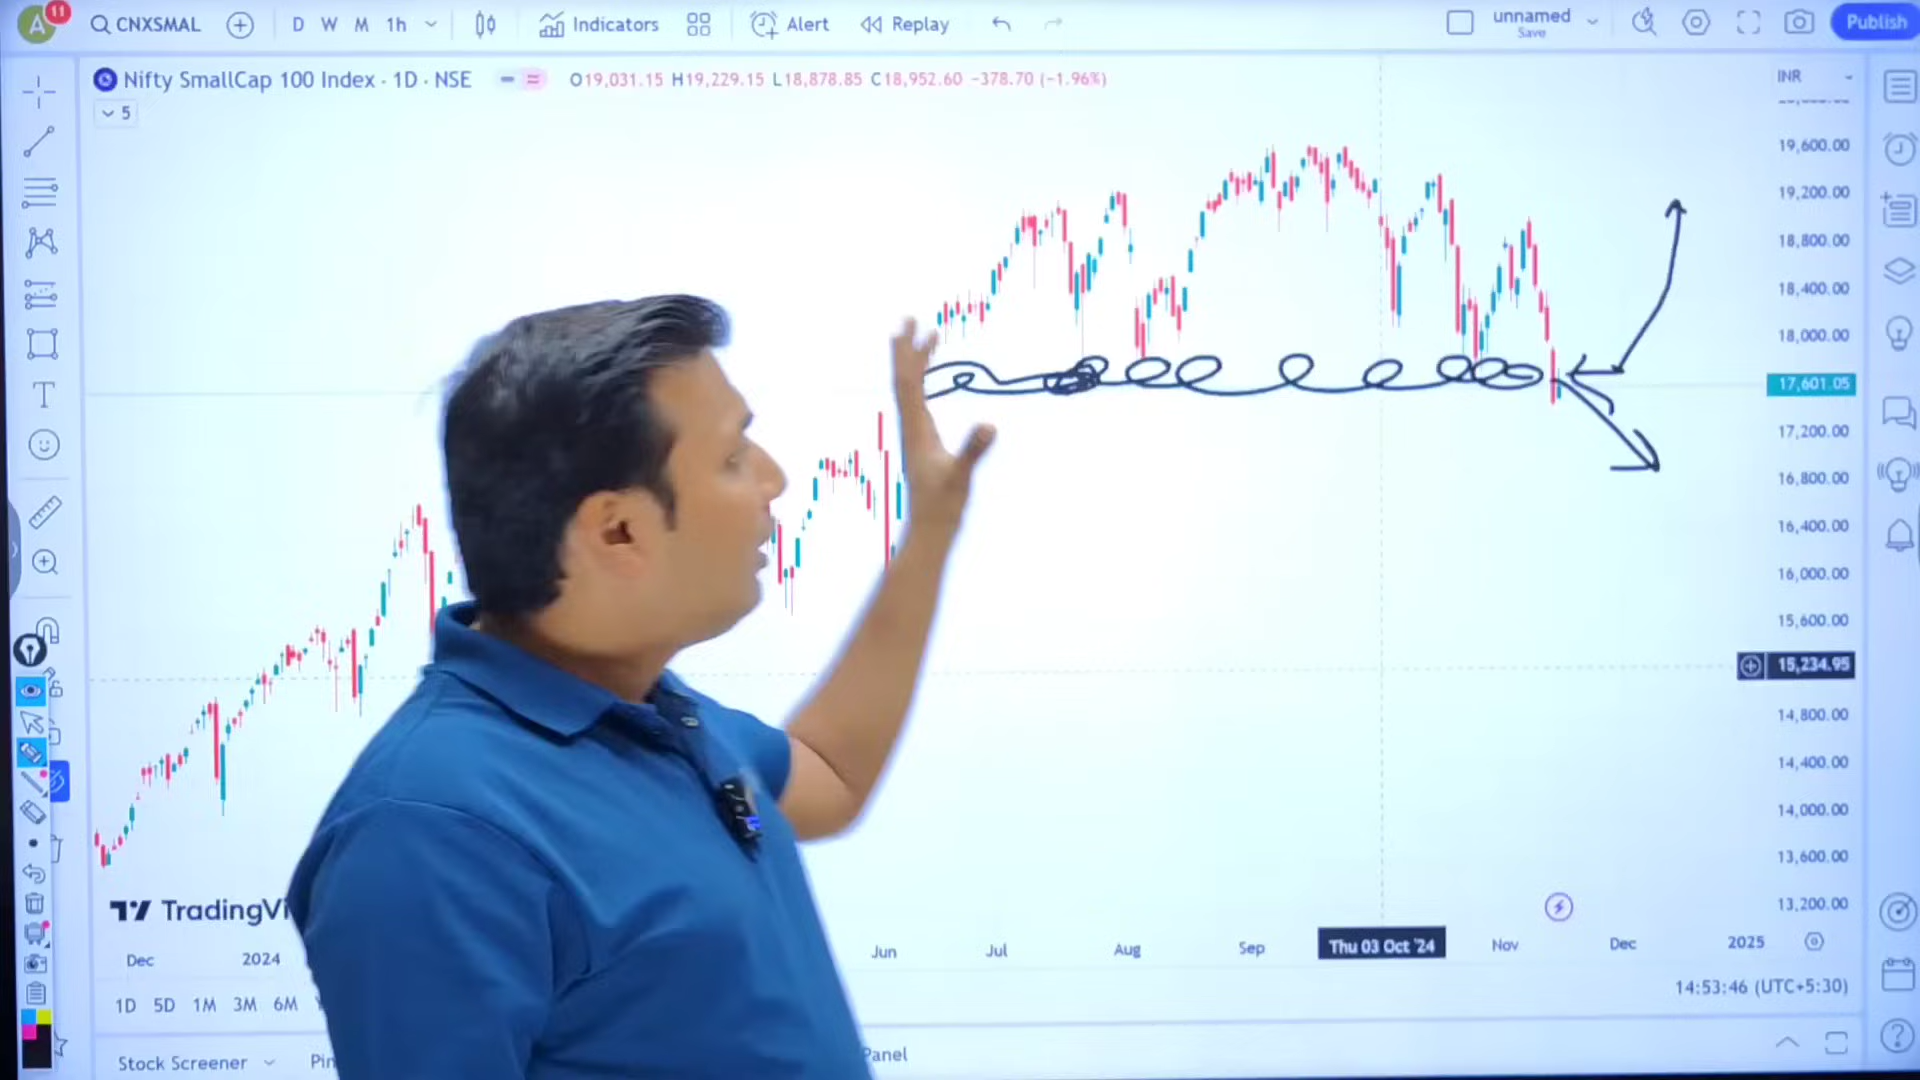 A 11 CNXSMAL D W M 1h Indicators Alert Replay unnamed Publish
Save
Nifty SmallCap 100 Index · 1D · NSE O19,031.15 H19,229.15 L18,878.85 C18,952.60 −378.70 (−1.96%) INR
5
19,600.00
19,200.00
18,800.00
18,400.00
18,000.00
17,601.05
17,200.00
16,800.00
16,400.00
16,000.00
15,600.00
15,234.95
14,800.00
14,400.00
14,000.00
13,600.00
13,200.00
TradingVi
Dec 2024 Jun Jul Aug Sep Thu 03 Oct '24 Nov Dec 2025
1D 5D 1M 3M 6M 14:53:46 (UTC+5:30)
Stock Screener Pin Panel